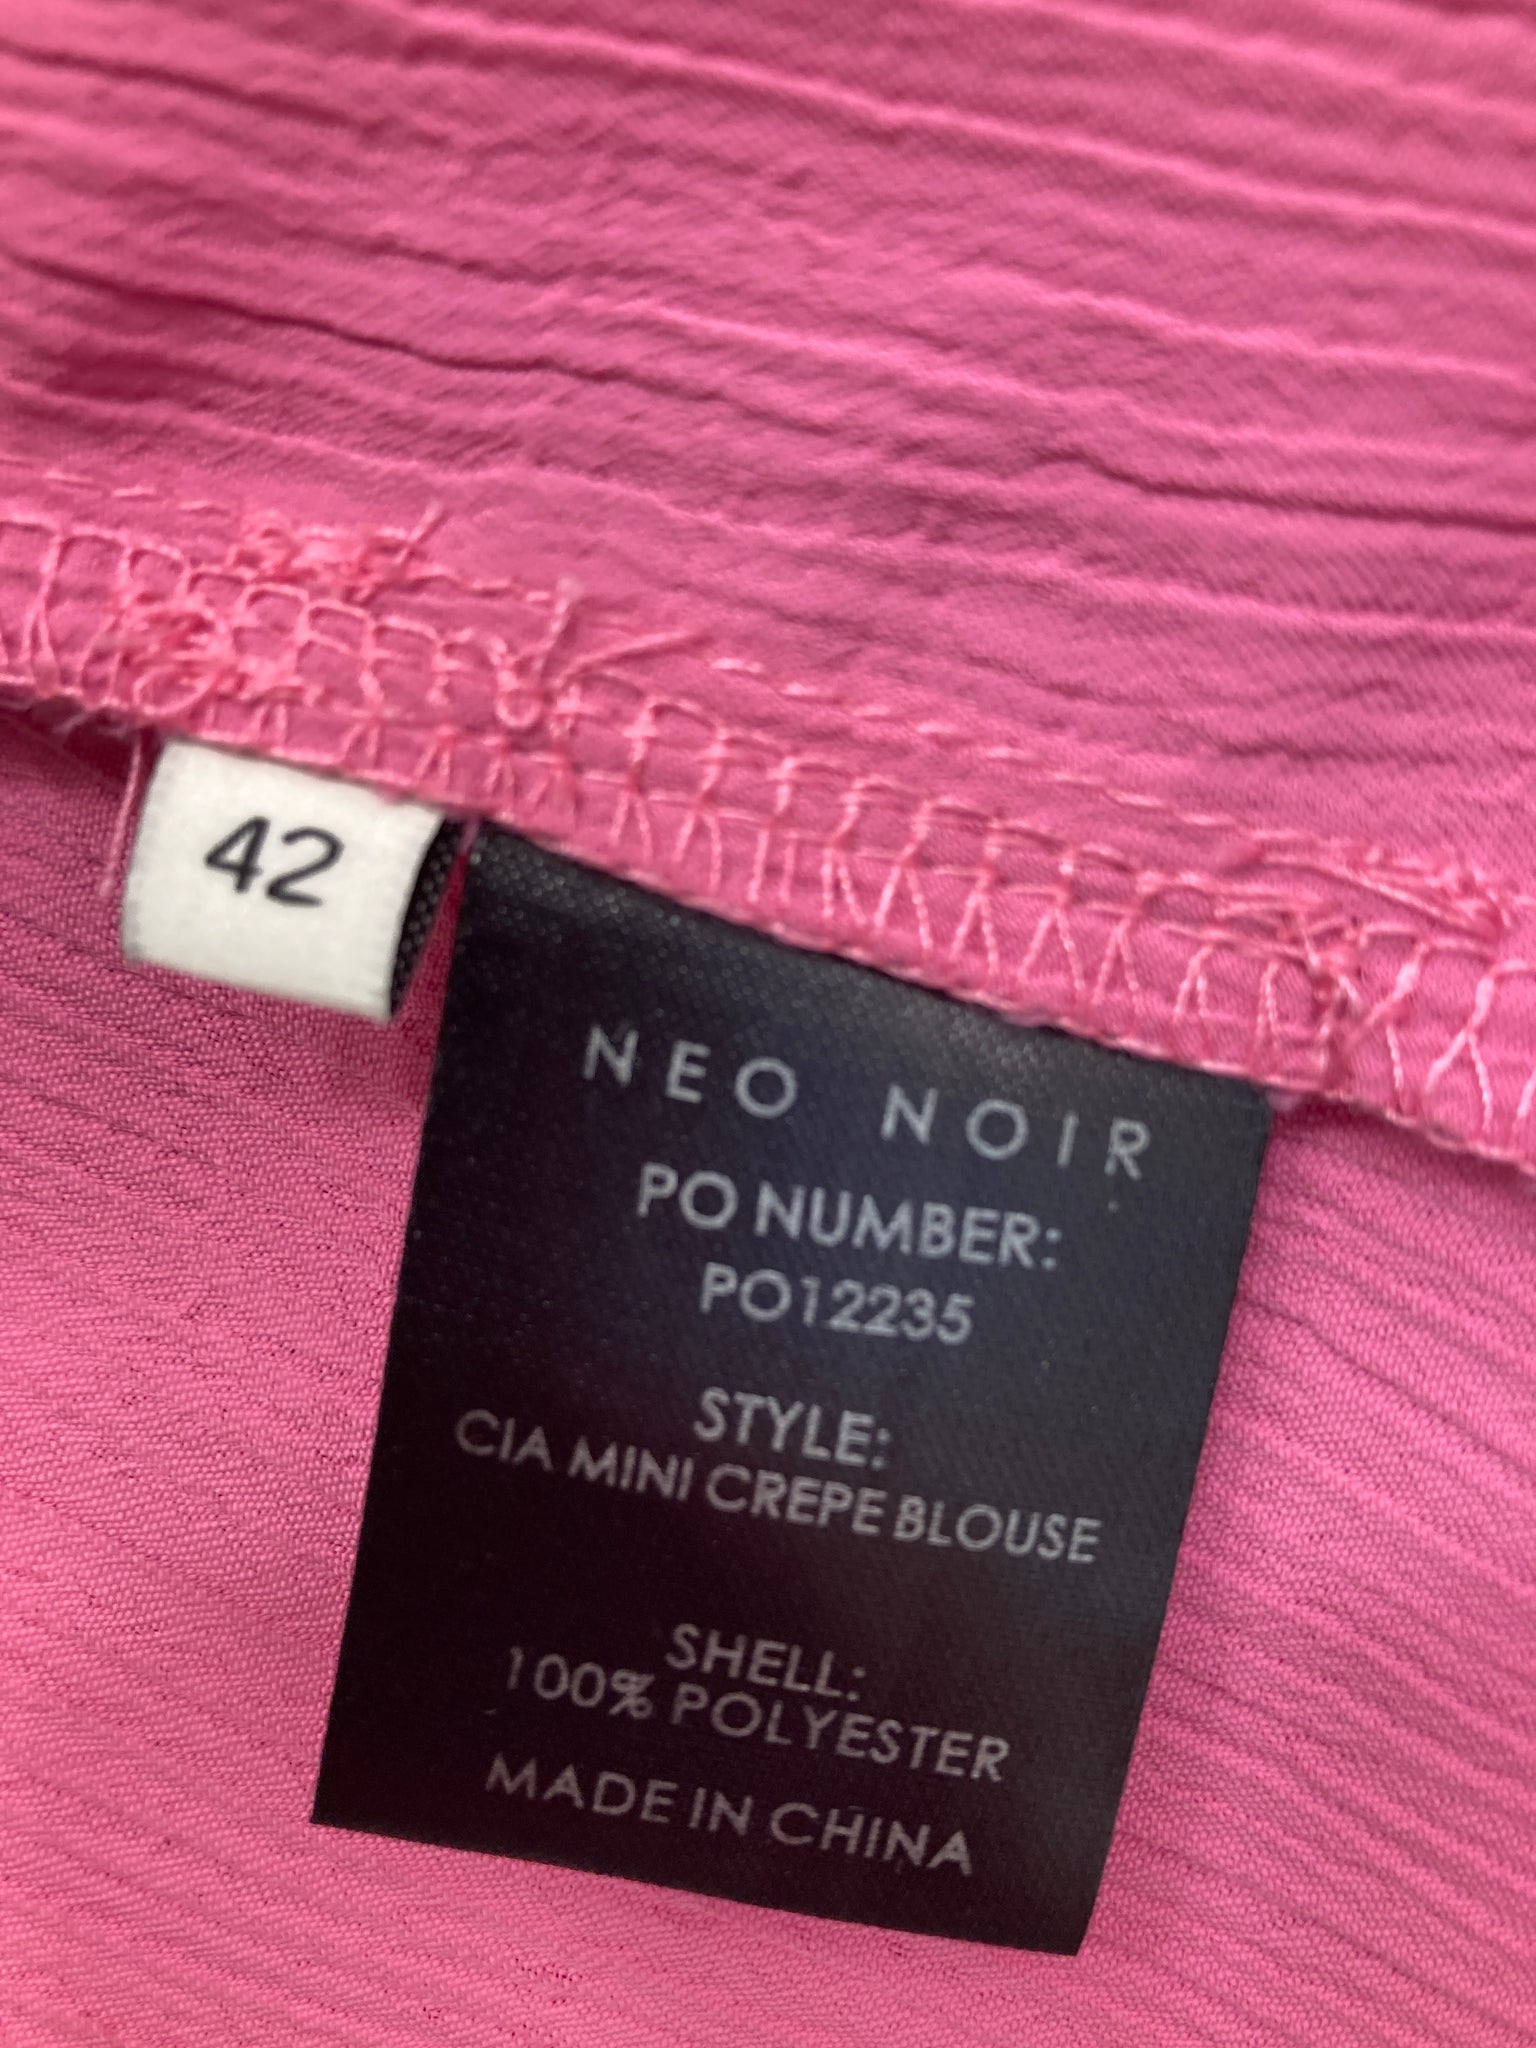 42
NEO NOIR
PO NUMBER:
PO12235
STYLE:
CIA MINI CREPE BLOUSE
SHELL:
100% POLYESTER
MADE IN CHINA